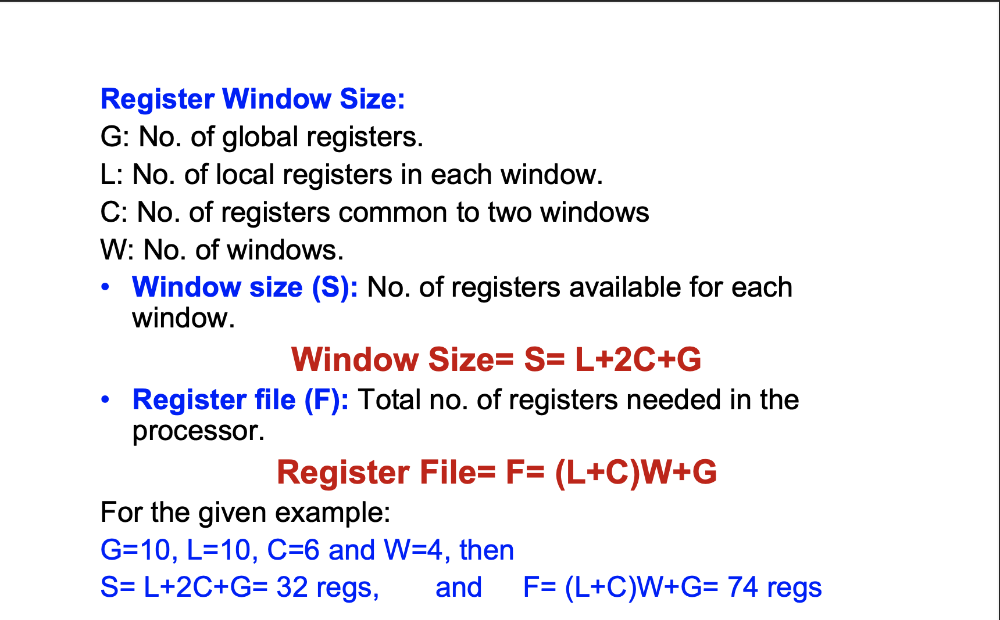 Register Window Size:
G: No. of global registers.
L: No. of local registers in each window.
C: No. of registers common to two windows
W: No. of windows.
• Window size (S): No. of registers available for each
window.
Window Size= S= L+2C+G
• Register file (F): Total no. of registers needed in the
processor.
Register File= F= (L+C)W+G
For the given example:
G=10, L=10, C=6 and W=4, then
S= L+2C+G= 32 regs, and F= (L+C)W+G= 74 regs